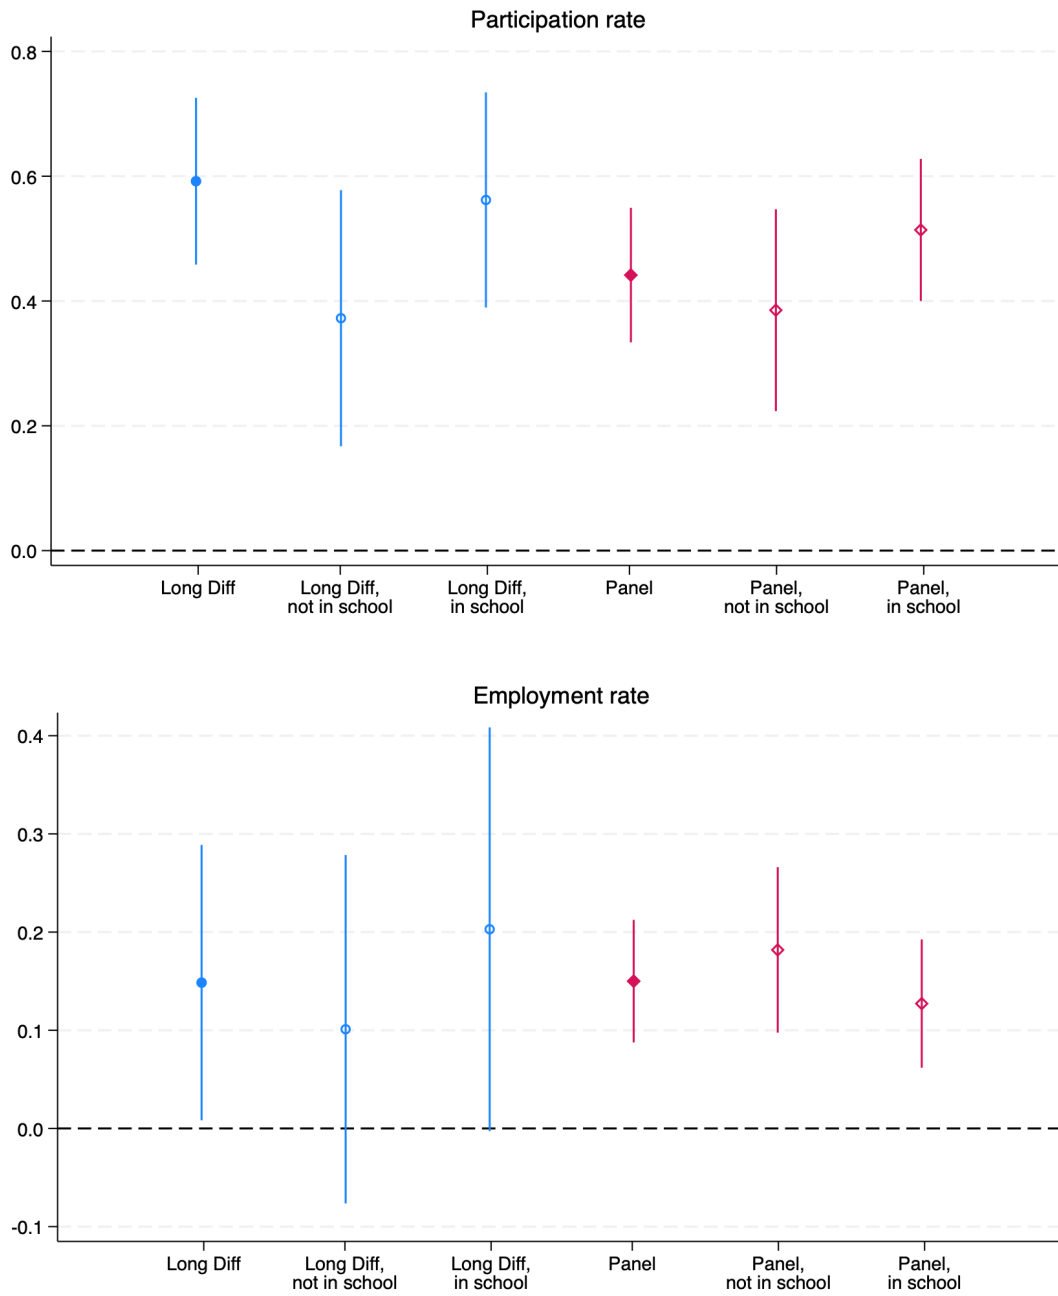 Participation rate
0.8
0.6
0.4
0.2
0.0
Long Diff
Long Diff,
not in school
Long Diff,
in school
Panel
Panel,
not in school
Panel,
in school
Employment rate
0.4
0.3
0.2
0.1
0.0
-0.1
Long Diff
Long Diff,
not in school
Long Diff,
in school
Panel
Panel,
not in school
Panel,
in school